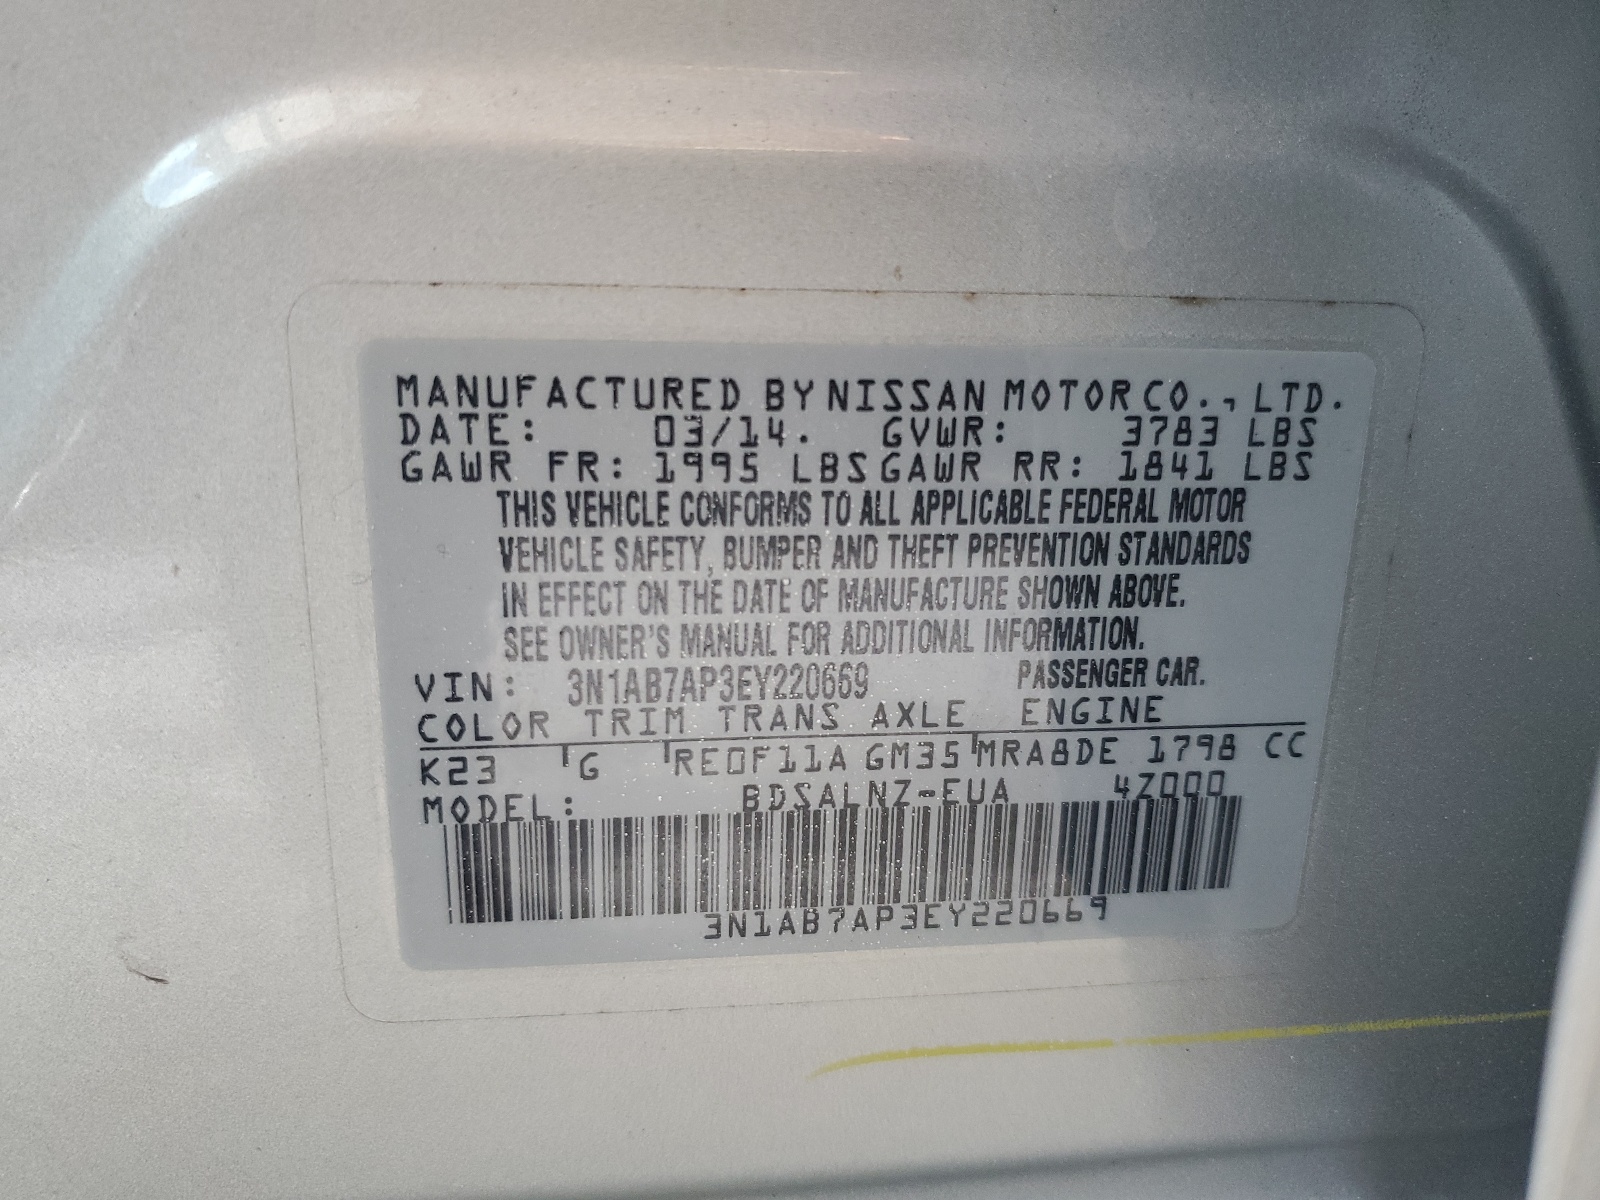 MANUFACTURED BY NISSAN MOTOR CO., LTD.
DATE: 03/14. GVWR: 3783 LBS
GAWR FR: 1995 LBS GAWR RR: 1841 LBS
THIS VEHICLE CONFORMS TO ALL APPLICABLE FEDERAL MOTOR
VEHICLE SAFETY, BUMPER AND THEFT PREVENTION STANDARDS
IN EFFECT ON THE DATE OF MANUFACTURE SHOWN ABOVE.
SEE OWNER'S MANUAL FOR ADDITIONAL INFORMATION.
VIN: 3N1AB7AP3EY220669 PASSENGER CAR.
COLOR TRIM TRANS AXLE ENGINE
K23 G RE0F11A GM35 MRA8DE 1798 CC
MODEL: BDSALNZ-EUA 4Z000
3N1AB7AP3EY220669